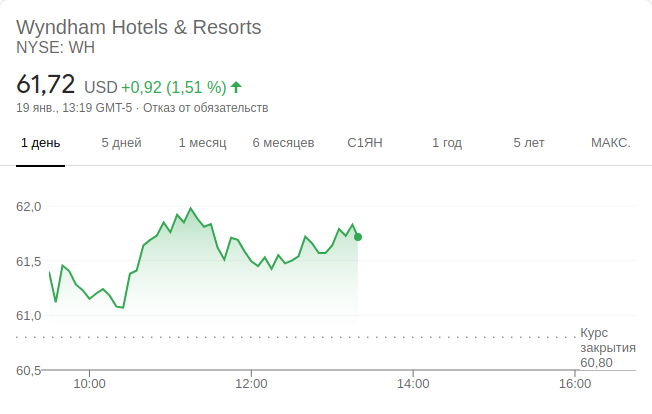 Wyndham Hotels & Resorts
NYSE: WH
61,72 USD +0,92 (1,51 %)
19 янв., 13:19 GMT-5 · Отказ от обязательств
1 день 5 дней 1 месяц 6 месяцев С1ЯН 1 год 5 лет МАКС.
62,0
61,5
61,0
Курс
закрытия
60,80
60,5
10:00 12:00 14:00 16:00